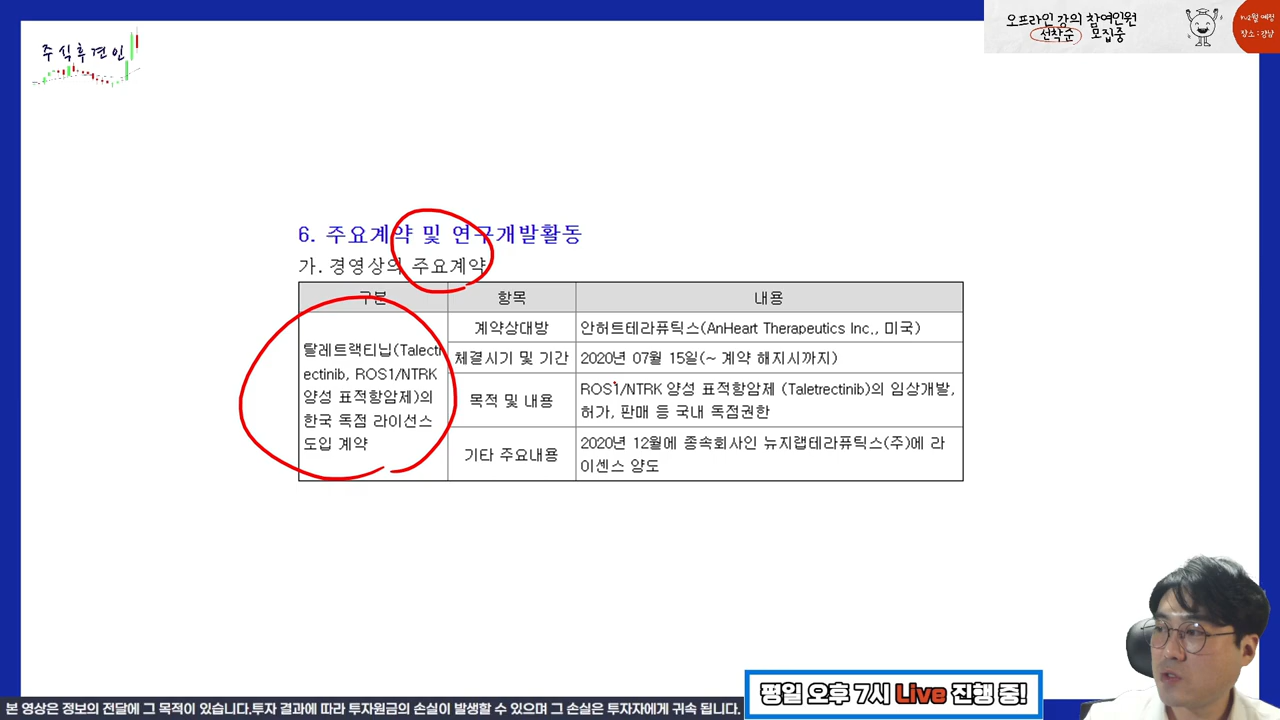 주식후견인
오프라인 강의 참여인원
선착순 모집중
장소 : 강남
6. 주요계약 및 연구개발활동
가. 경영상의 주요계약
구분 항목 내용
탈레트랙티닙(Talectr
ectinib, ROS1/NTRK
양성 표적항암제)의
한국 독점 라이선스
도입 계약
계약상대방 안허트테라퓨틱스(AnHeart Therapeutics Inc., 미국)
체결시기 및 기간 2020년 07월 15일(~ 계약 해지시까지)
목적 및 내용 ROS1/NTRK 양성 표적항암제 (Taletrectinib)의 임상개발,
허가, 판매 등 국내 독점권한
기타 주요내용 2020년 12월에 종속회사인 뉴지랩테라퓨틱스(주)에 라
이센스 양도
평일 오후 7시 Live 진행 중!
본 영상은 정보의 전달에 그 목적이 있습니다.투자 결과에 따라 투자원금의 손실이 발생할 수 있으며 그 손실은 투자자에게 귀속 됩니다.